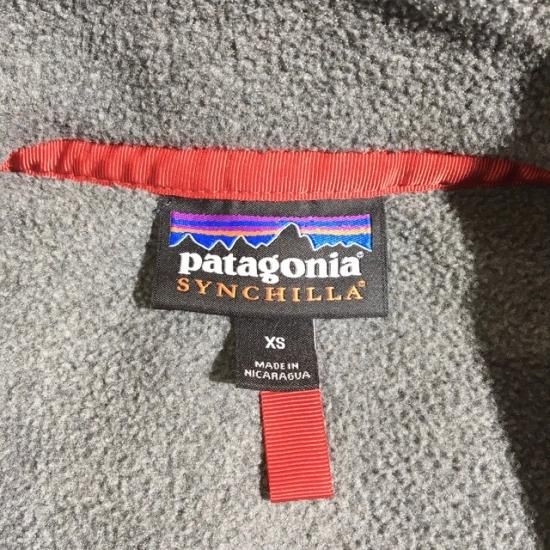 patagonia®
SYNCHILLA®
XS
MADE IN
NICARAGUA